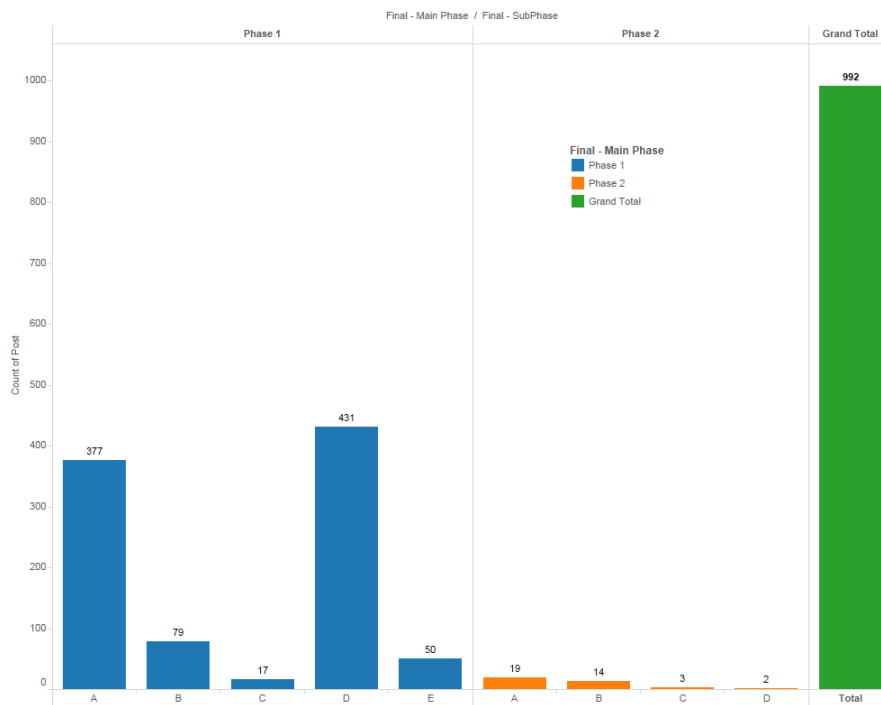 Final - Main Phase / Final - SubPhase
Phase 1 Phase 2 Grand Total
1000
900
800
700
600
500
400
300
200
100
0
Count of Post
992
Final - Main Phase
Phase 1
Phase 2
Grand Total
377
79
17
431
50
19
14
3
2
A B C D E A B C D Total